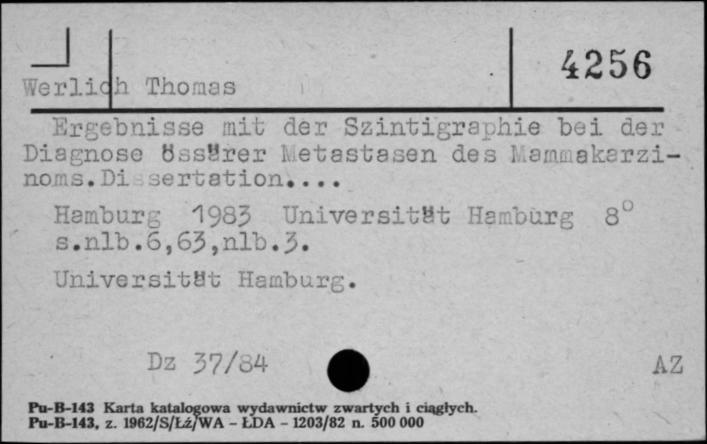 4256
Werlich Thomas
Ergebnisse mit der Szintigraphie bei der
Diagnose össärer Metastasen des Mammakarzi-
noms.Dissertation....
Hamburg 1983 Universität Hamburg 8°
s.nlb.6,63,nlb.3.
Universität Hamburg.
Dz 37/84 AZ
Pu-B-143 Karta katalogowa wydawnictw zwartych i ciągłych.
Pu-B-143, z. 1962/S/Łź/WA - ŁDA - 1203/82 n. 500 000